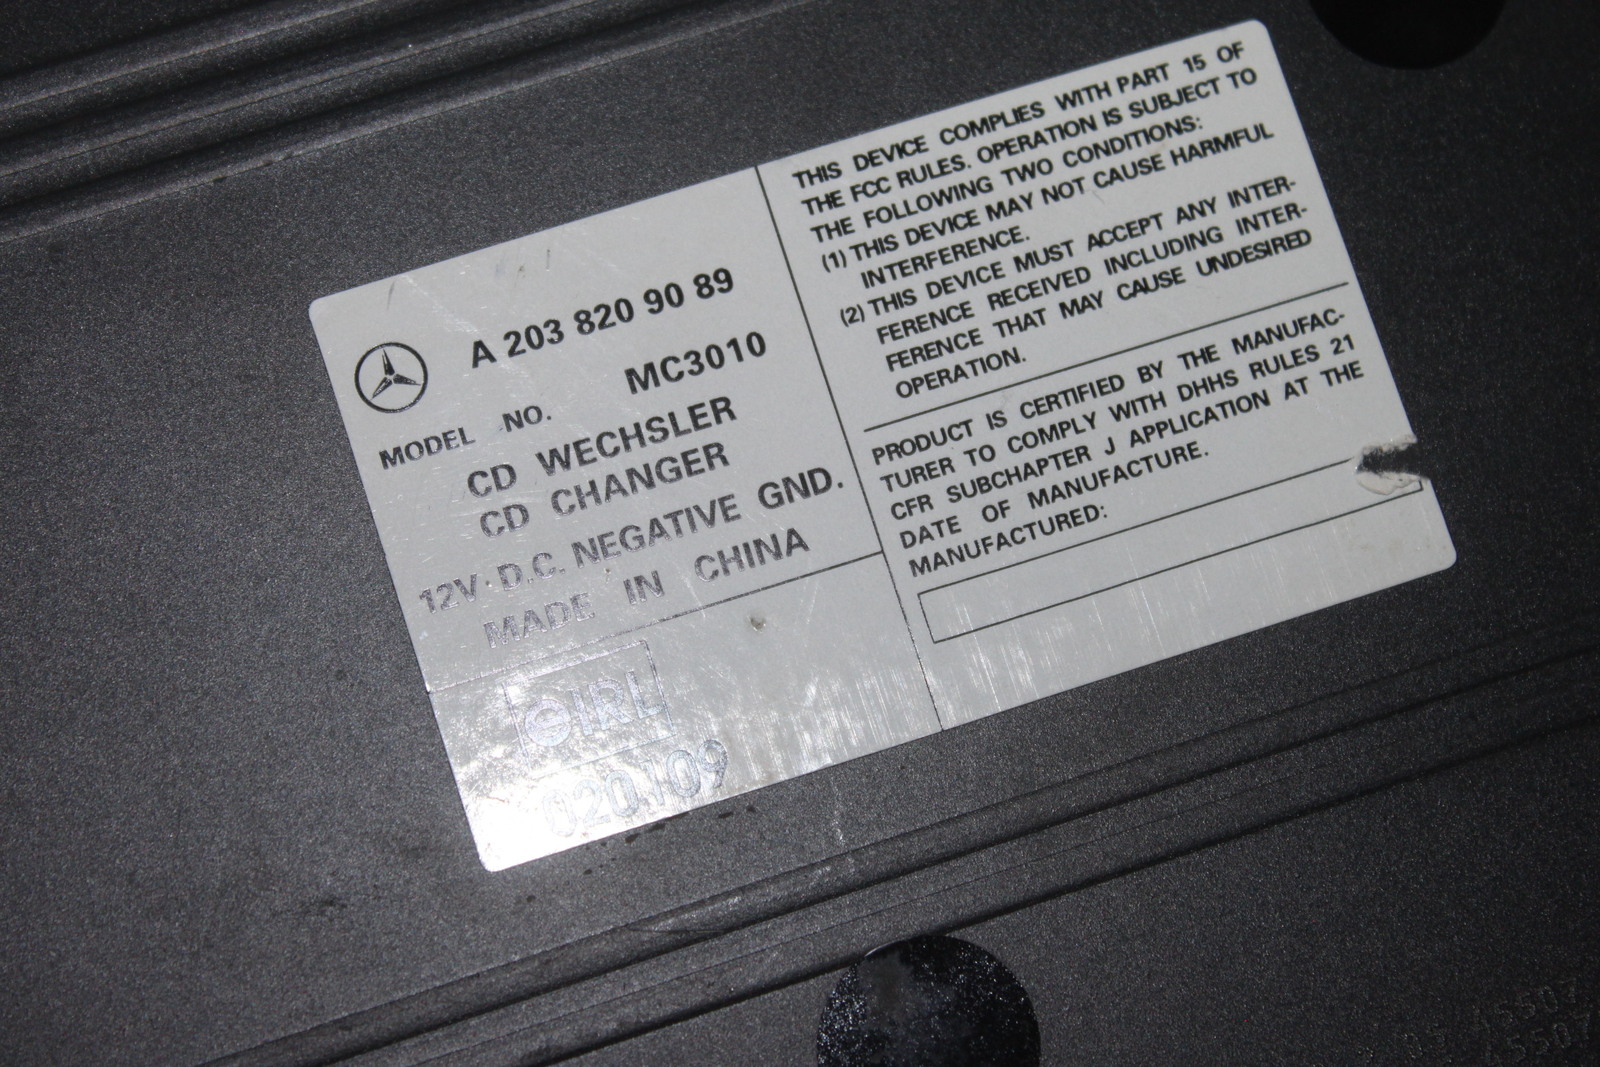 A 203 820 90 89
MODEL NO. MC3010
CD WECHSLER
CD CHANGER
12V·D.C. NEGATIVE GND.
MADE IN CHINA
e IRL
020109
THIS DEVICE COMPLIES WITH PART 15 OF
THE FCC RULES. OPERATION IS SUBJECT TO
THE FOLLOWING TWO CONDITIONS:
(1) THIS DEVICE MAY NOT CAUSE HARMFUL
INTERFERENCE.
(2) THIS DEVICE MUST ACCEPT ANY INTER-
FERENCE RECEIVED INCLUDING INTER-
FERENCE THAT MAY CAUSE UNDESIRED
OPERATION.
PRODUCT IS CERTIFIED BY THE MANUFAC-
TURER TO COMPLY WITH DHHS RULES 21
CFR SUBCHAPTER J APPLICATION AT THE
DATE OF MANUFACTURE.
MANUFACTURED: